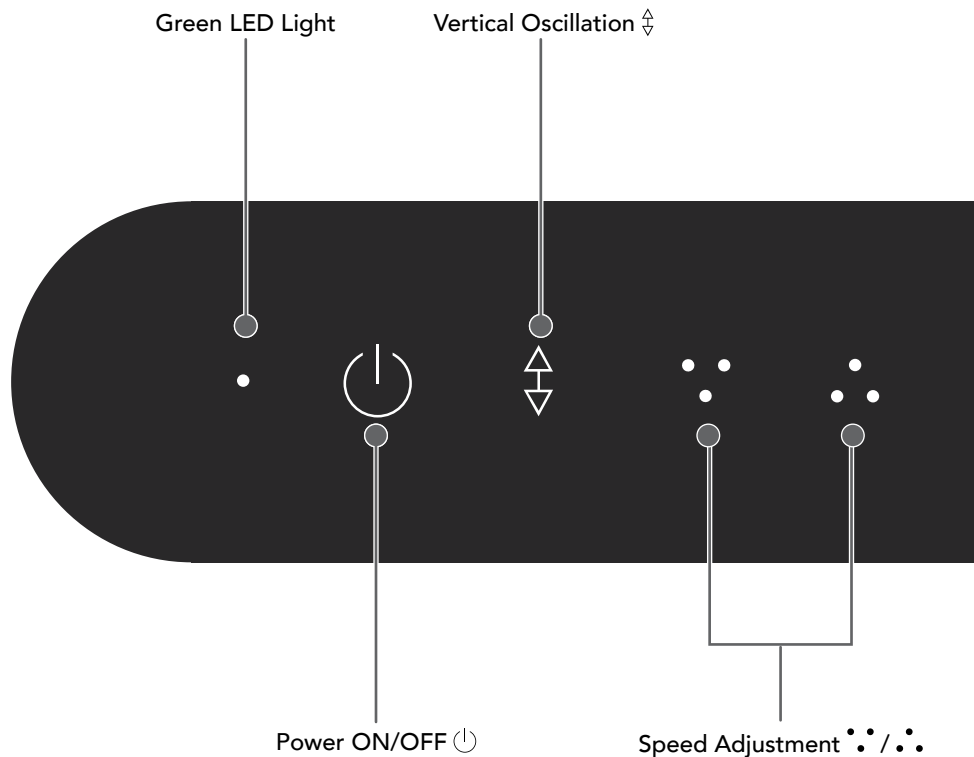 Green LED Light
Vertical Oscillation
Power ON/OFF
Speed Adjustment /